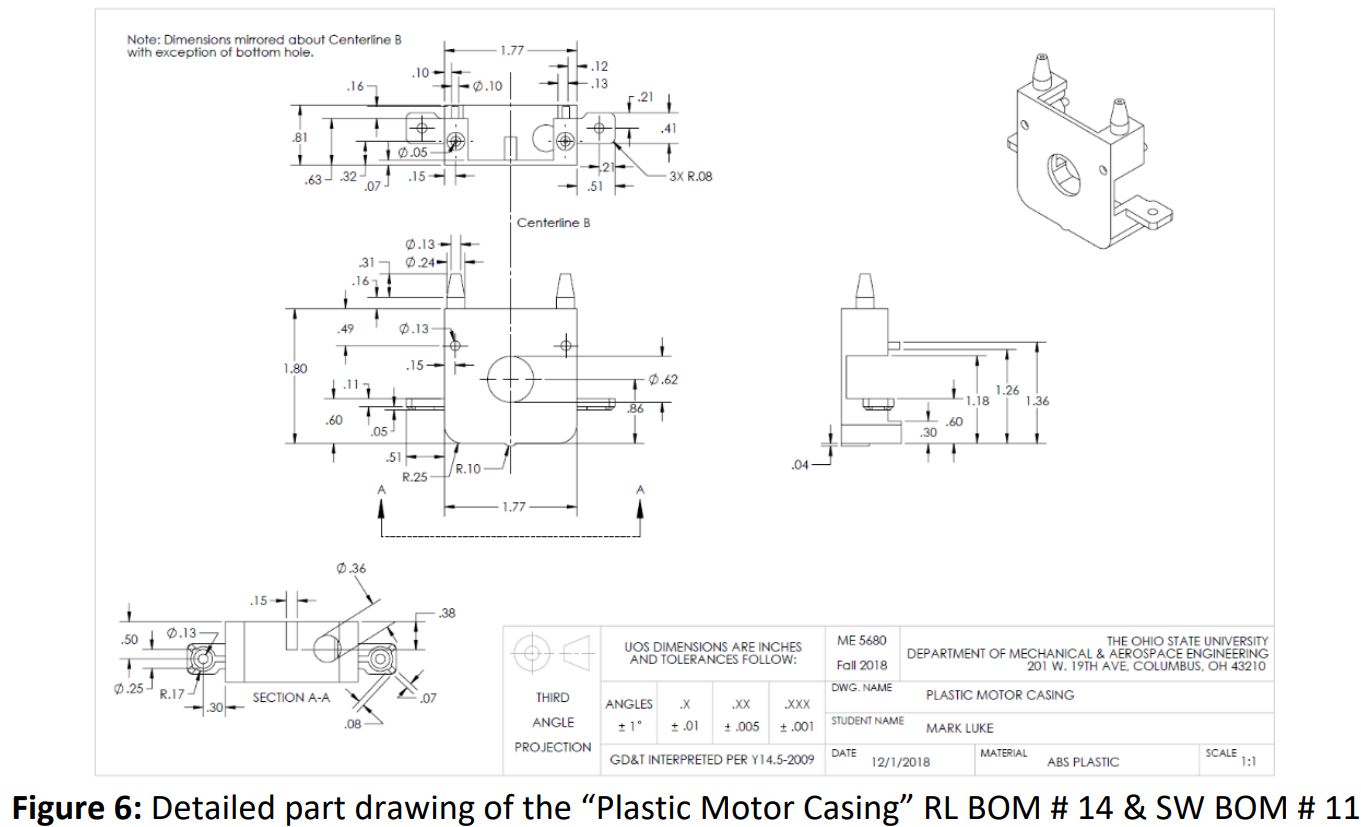 Note: Dimensions mirrored about Centerline B
with exception of bottom hole.
1.77
.10
.12
.16
Ø.10
.13
.21
.81
.41
Ø.05
.63
.32
.07
.15
.21
.51
3X R.08
Centerline B
Ø.13
.31
Ø.24
.16
.49
Ø.13
1.80
.15
Ø.62
.11
.86
.60
.05
.51
R.25
R.10
1.77
A
A
1.36
1.26
1.18
.60
.30
.04
Ø.36
.15
.38
.50
Ø.13
Ø.25
R.17
.30
SECTION A-A
.07
.08
THIRD
ANGLE
PROJECTION
UOS DIMENSIONS ARE INCHES
AND TOLERANCES FOLLOW:
ANGLES .X .XX .XXX
± 1° ± .01 ± .005 ± .001
GD&T INTERPRETED PER Y14.5-2009
ME 5680
Fall 2018
THE OHIO STATE UNIVERSITY
DEPARTMENT OF MECHANICAL & AEROSPACE ENGINEERING
201 W. 19TH AVE, COLUMBUS, OH 43210
DWG. NAME PLASTIC MOTOR CASING
STUDENT NAME MARK LUKE
DATE 12/1/2018
MATERIAL ABS PLASTIC
SCALE 1:1
Figure 6: Detailed part drawing of the “Plastic Motor Casing” RL BOM # 14 & SW BOM # 11